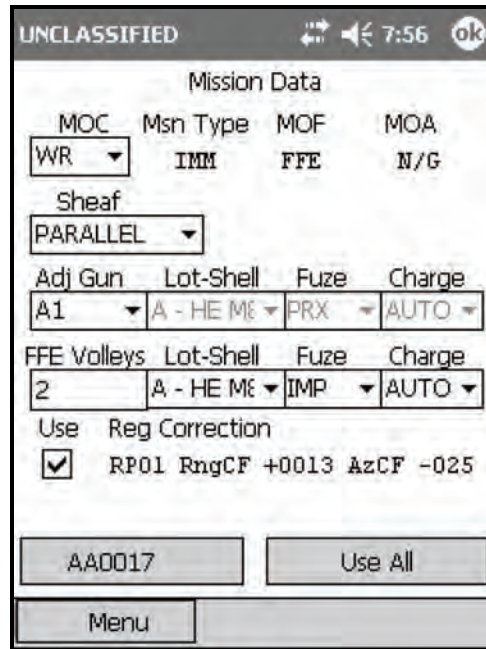 UNCLASSIFIED 7:56 ok
Mission Data
MOC Msn Type MOF MOA
WR IMM FFE N/G
Sheaf
PARALLEL
Adj Gun Lot-Shell Fuze Charge
A1 A - HE M8 PRX AUTO
FFE Volleys Lot-Shell Fuze Charge
2 A - HE M8 IMP AUTO
Use Reg Correction
RP01 RngCF +0013 AzCF -025
AA0017 Use All
Menu